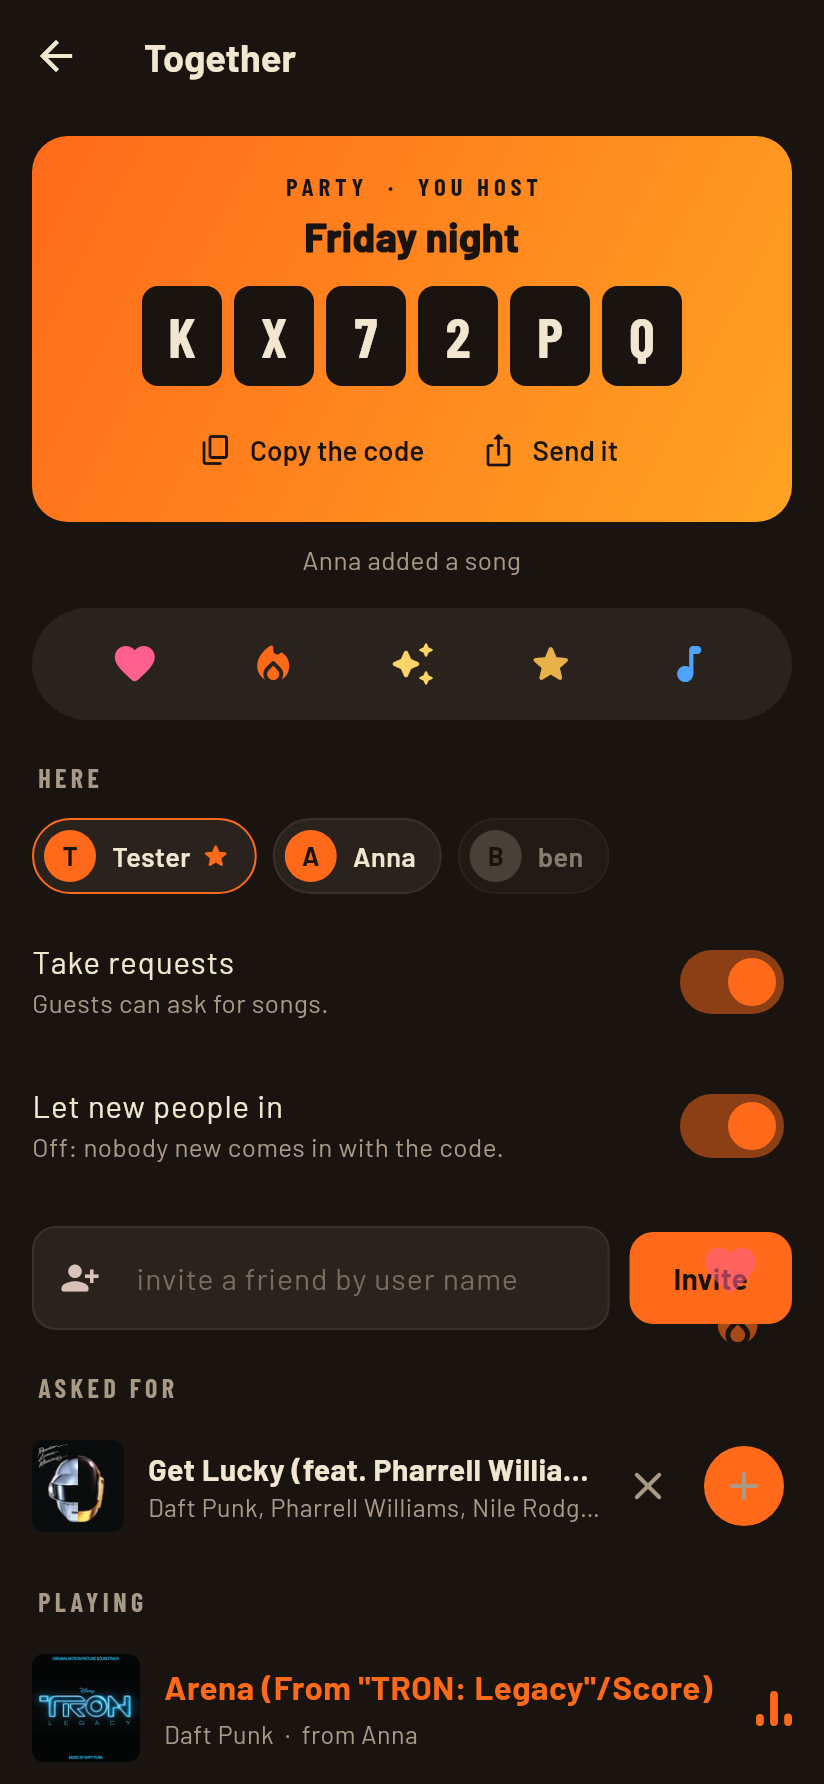 Together
PARTY · YOU HOST
Friday night
K X 7 2 P Q
Copy the code Send it
Anna added a song
HERE
T Tester A Anna B ben
Take requests
Guests can ask for songs.
Let new people in
Off: nobody new comes in with the code.
invite a friend by user name Invite
ASKED FOR
Get Lucky (feat. Pharrell Willia...
Daft Punk, Pharrell Williams, Nile Rodg...
PLAYING
TRON
LEGACY
Arena (From "TRON: Legacy"/Score)
Daft Punk · from Anna